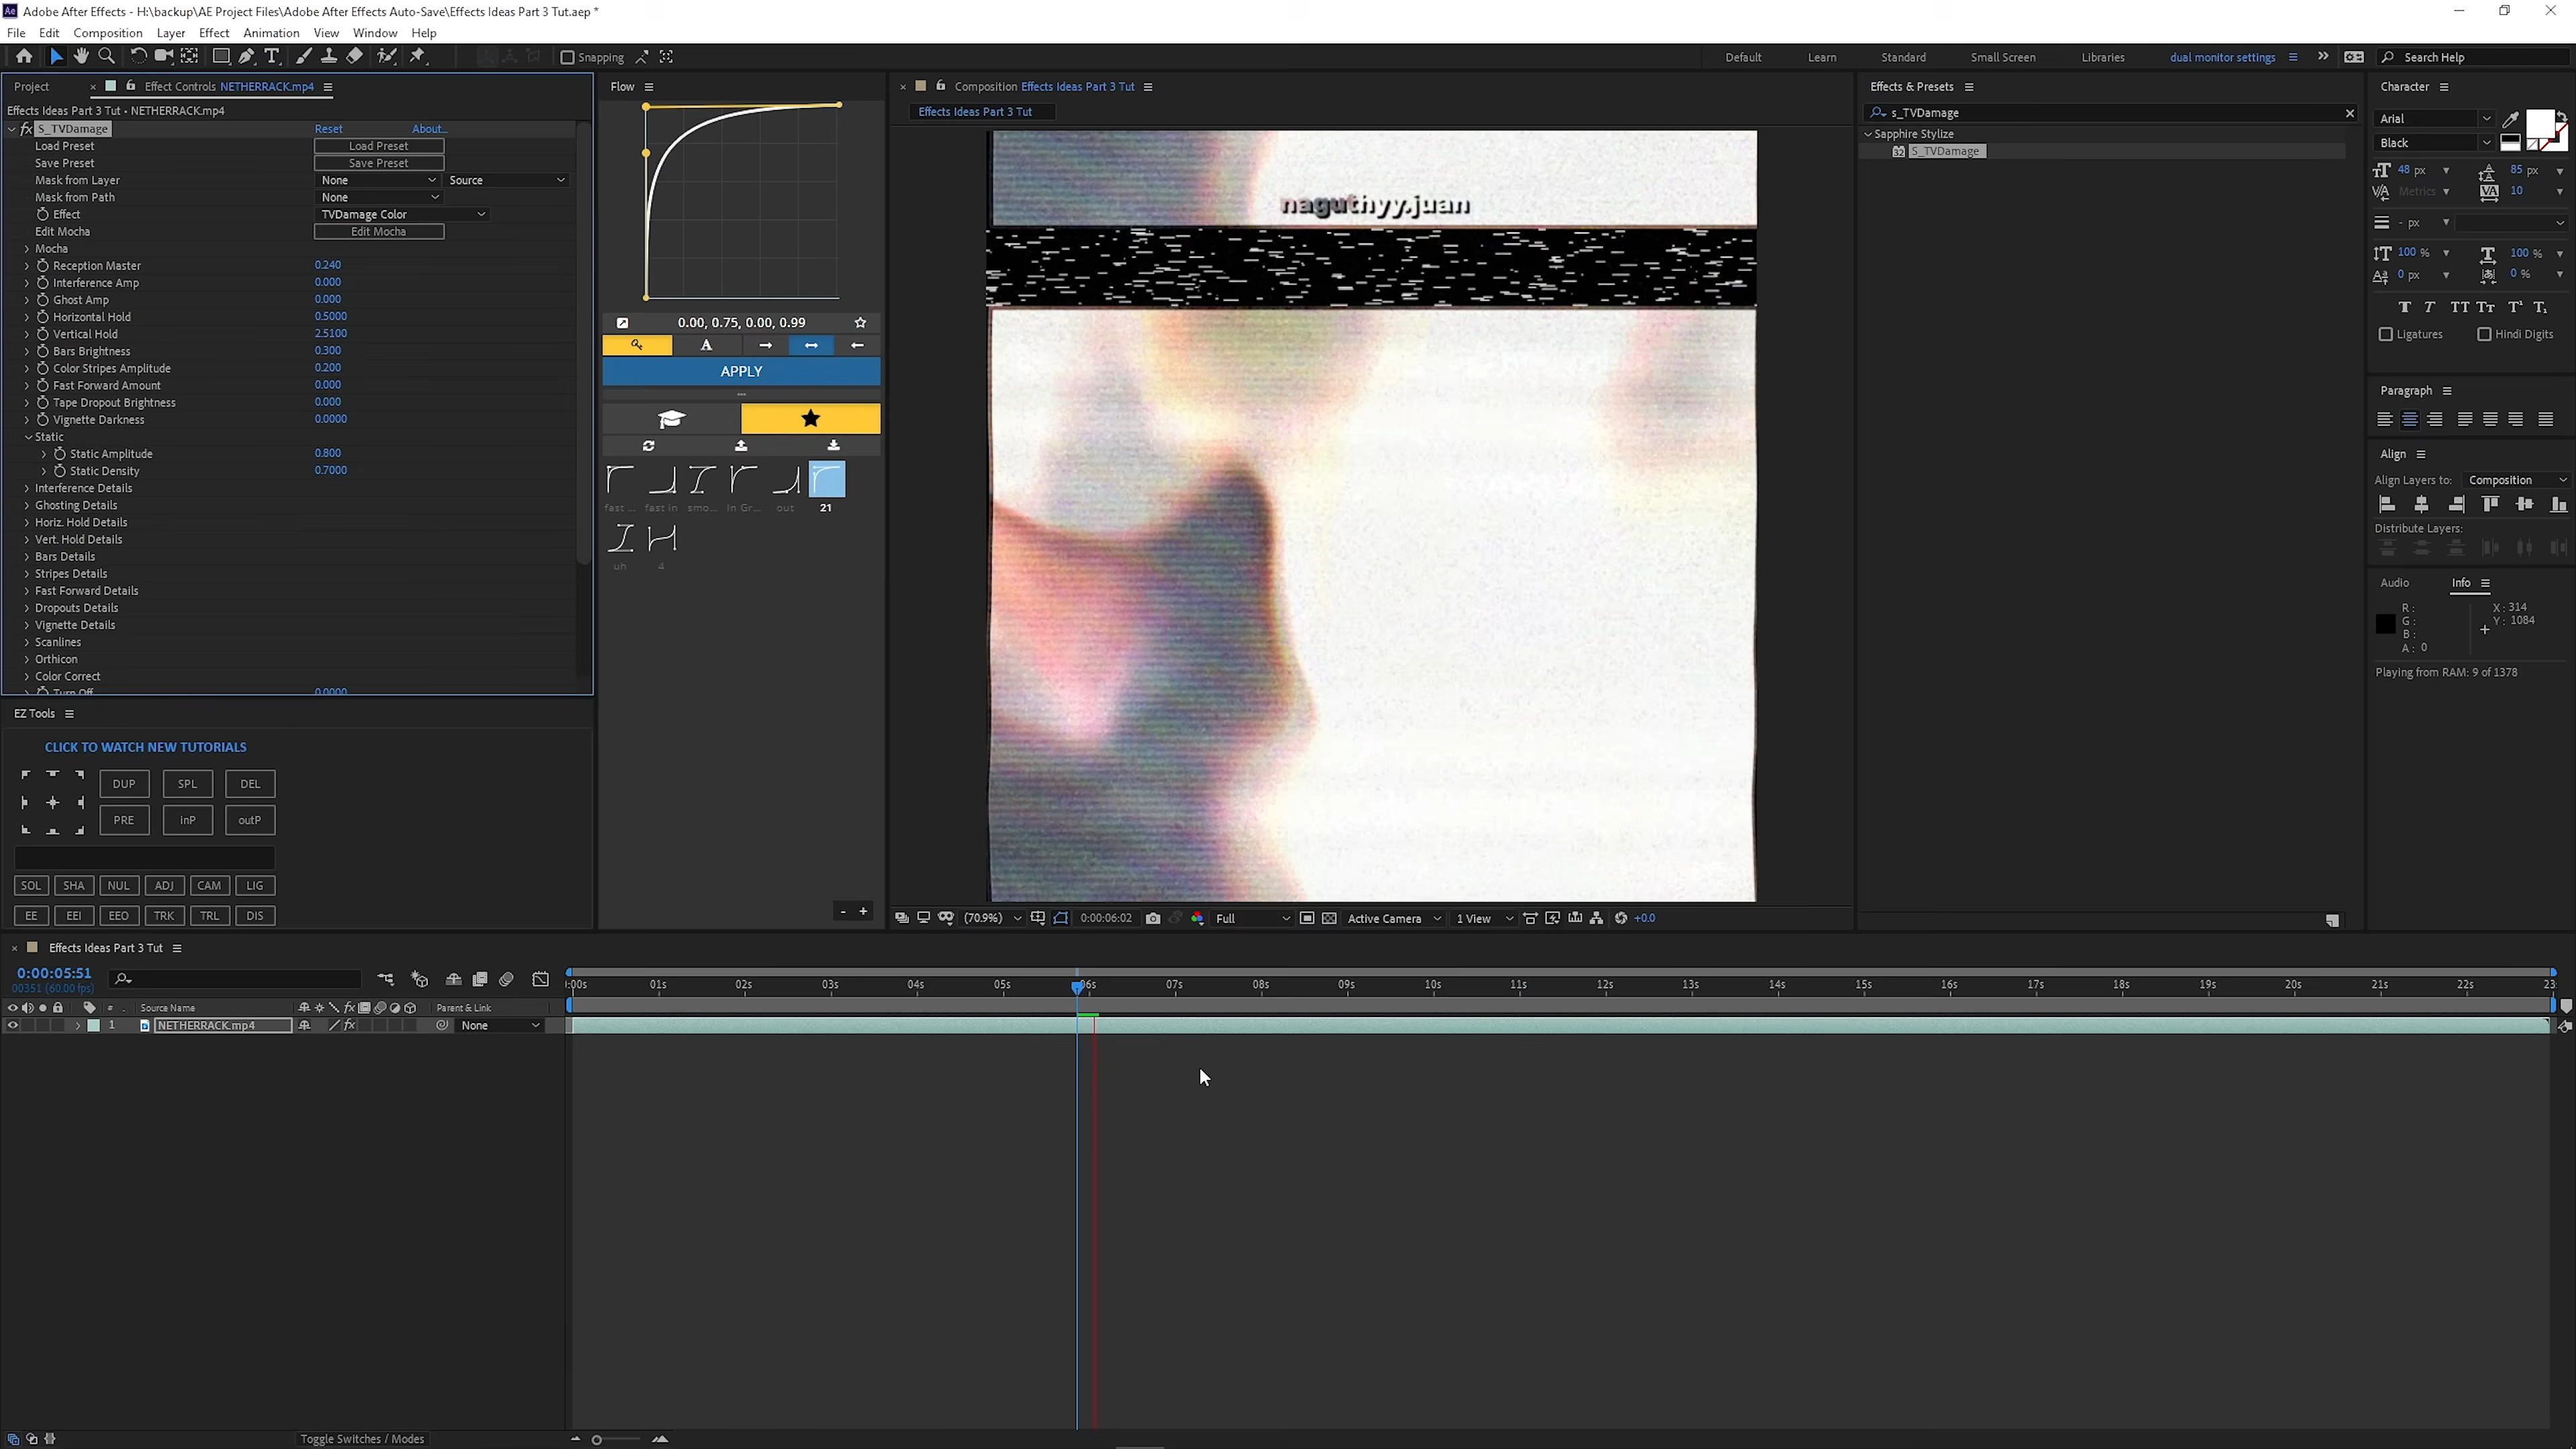 Adobe After Effects - H:\backup\AE Project Files\Adobe After Effects Auto-Save\Effects Ideas Part 3 Tut.aep *
File Edit Composition Layer Effect Animation View Window Help
Snapping
Default Learn Standard Small Screen Libraries dual monitor settings Search Help
Project
Effect Controls NETHERRACK.mp4
Effects Ideas Part 3 Tut • NETHERRACK.mp4
fx S_TVDamage Reset About...
Load Preset Load Preset
Save Preset Save Preset
Mask from Layer None Source
Mask from Path None
Effect TVDamage Color
Edit Mocha Edit Mocha
Mocha
Reception Master 0.240
Interference Amp 0.000
Ghost Amp 0.000
Horizontal Hold 0.5000
Vertical Hold 2.5100
Bars Brightness 0.300
Color Stripes Amplitude 0.200
Fast Forward Amount 0.000
Tape Dropout Brightness 0.000
Vignette Darkness 0.0000
Static
Static Amplitude 0.800
Static Density 0.7000
Interference Details
Ghosting Details
Horiz. Hold Details
Vert. Hold Details
Bars Details
Stripes Details
Fast Forward Details
Dropouts Details
Vignette Details
Scanlines
Orthicon
Color Correct
Turn Off 0.0000
EZ Tools
CLICK TO WATCH NEW TUTORIALS
DUP SPL DEL
PRE inP outP
SOL SHA NUL ADJ CAM LIG
EE EEI EEO TRK TRL DIS
Flow
0.00, 0.75, 0.00, 0.99
A
APPLY
fast ... fast in smo... In Gr... out 21
uh 4
- +
Composition Effects Ideas Part 3 Tut
Effects Ideas Part 3 Tut
naguthyy.juan
(70.9%) 0:00:06:02 Full Active Camera 1 View +0.0
Effects & Presets
s_TVDamage
Sapphire Stylize
32 S_TVDamage
Character
Arial
Black
48 px 85 px
Metrics 10
- px
100 % 100 %
0 px 0 %
T T TT Tt T¹ T₁
Ligatures Hindi Digits
Paragraph
Align
Align Layers to: Composition
Distribute Layers:
Audio Info
R :
G :
B :
A : 0
X : 314
Y : 1084
Playing from RAM: 9 of 1378
Effects Ideas Part 3 Tut
0:00:05:51
00351 (60.00 fps)
:00s 01s 02s 03s 04s 05s 06s 07s 08s 09s 10s 11s 12s 13s 14s 15s 16s 17s 18s 19s 20s 21s 22s 23
# . Source Name fx Parent & Link
1 NETHERRACK.mp4 fx None
Toggle Switches / Modes